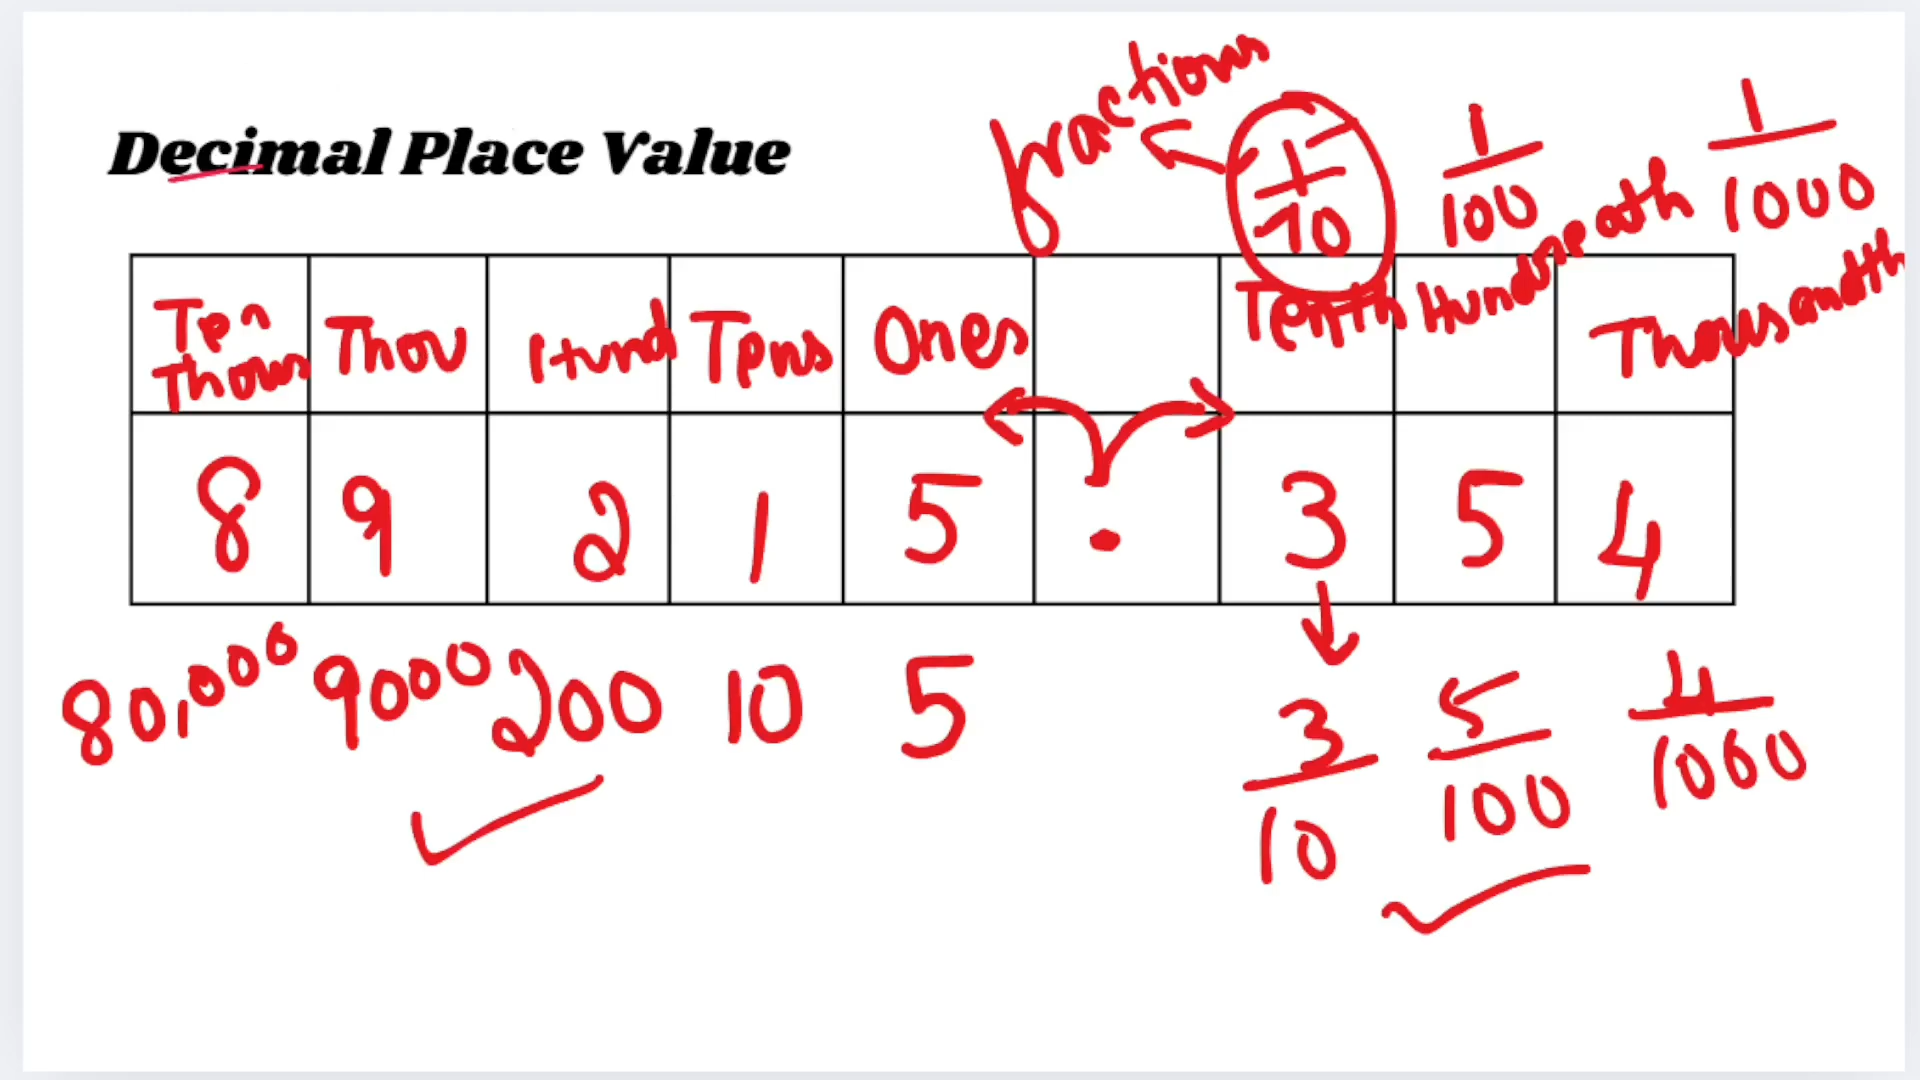 Decimal Place Value
fractions
1/10 1/100 1/1000
Ten Thous Thou Hund Tens Ones Tenth Hundreath Thousandth
8 9 2 1 5 . 3 5 4
80,000 9000 200 10 5 3/10 5/100 4/1000